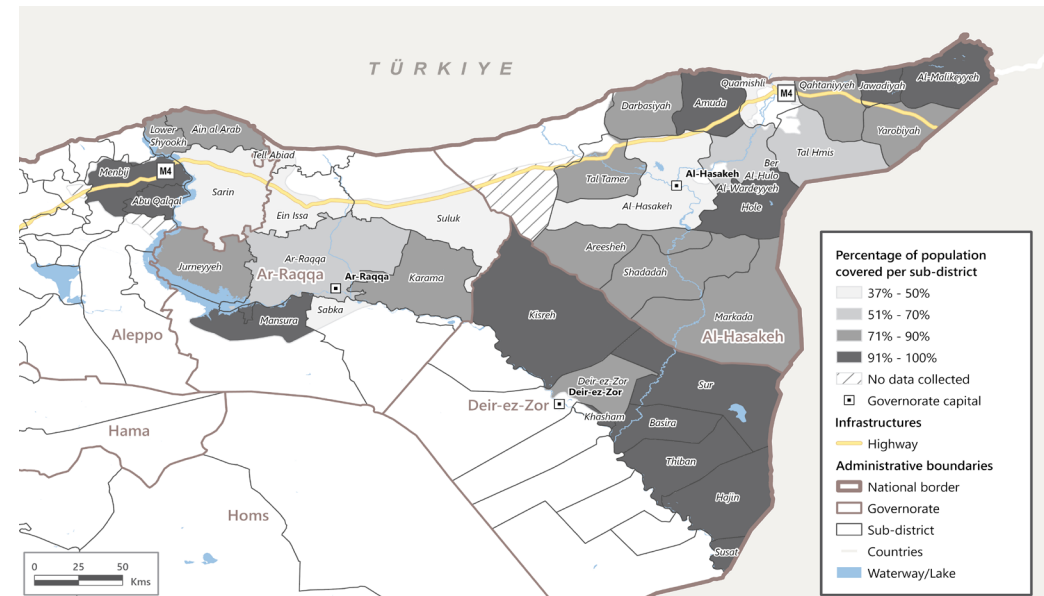 TÜRKIYE
Quamishli
Qahtaniyyeh
Jawadiyah
Al-Malikeyyeh
M4
Darbasiyah
Amuda
Yarobiyah
Lower
Shyookh
Ain al Arab
Tell Abiad
Tal Hmis
Menbij
M4
Ber
Al Hulo
Al-Wardeyyeh
Al-Hasakeh
Tal Tamer
Abu Qalqal
Sarin
Hole
Al-Hasakeh
Ein Issa
Suluk
Areesheh
Ar-Raqqa
Jurneyyeh
Ar-Raqqa
Ar-Raqqa
Karama
Shadadah
Sabka
Mansura
Kisreh
Markada
Aleppo
Al-Hasakeh
Deir-ez-Zor
Deir-ez-Zor
Sur
Deir-ez-Zor
Khasham
Basira
Hama
Thiban
Hajin
Homs
Susat
Percentage of population
covered per sub-district
37% - 50%
51% - 70%
71% - 90%
91% - 100%
No data collected
Governorate capital
Infrastructures
Highway
Administrative boundaries
National border
Governorate
Sub-district
Countries
Waterway/Lake
0 25 50
Kms